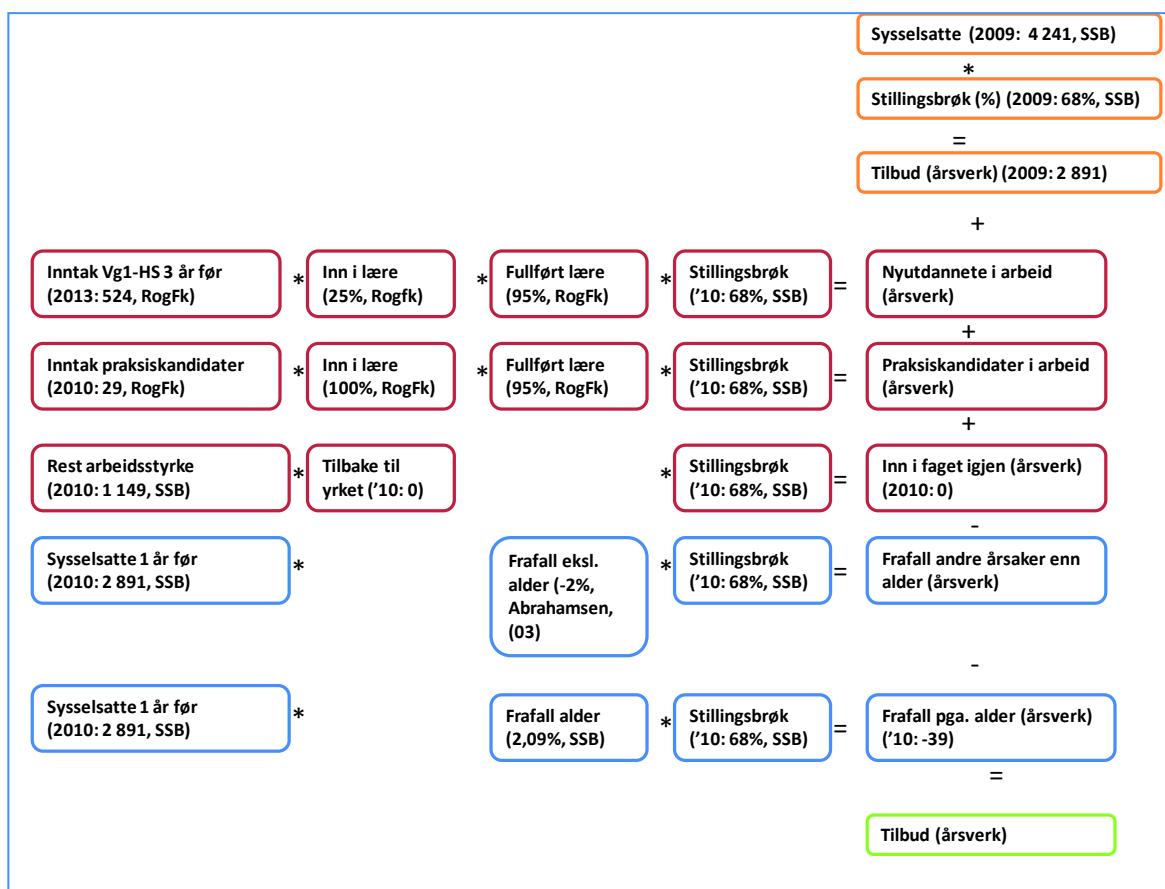 Sysselsatte (2009: 4 241, SSB)
*
Stillingsbrøk (%) (2009: 68%, SSB)
=
Tilbud (årsverk) (2009: 2 891)
+
Inntak Vg1-HS 3 år før
(2013: 524, RogFk)
*
Inn i lære
(25%, Rogfk)
*
Fullført lære
(95%, RogFk)
*
Stillingsbrøk
(’10: 68%, SSB)
=
Nyutdannete i arbeid
(årsverk)
+
Inntak praksiskandidater
(2010: 29, RogFk)
*
Inn i lære
(100%, RogFk)
*
Fullført lære
(95%, RogFk)
*
Stillingsbrøk
(’10: 68%, SSB)
=
Praksiskandidater i arbeid
(årsverk)
+
Rest arbeidsstyrke
(2010: 1 149, SSB)
*
Tilbake til
yrket (’10: 0)
*
Stillingsbrøk
(’10: 68%, SSB)
=
Inn i faget igjen (årsverk)
(2010: 0)
-
Sysselsatte 1 år før
(2010: 2 891, SSB)
*
Frafall eksl.
alder (-2%,
Abrahamsen,
(03)
*
Stillingsbrøk
(’10: 68%, SSB)
=
Frafall andre årsaker enn
alder (årsverk)
-
Sysselsatte 1 år før
(2010: 2 891, SSB)
*
Frafall alder
(2,09%, SSB)
*
Stillingsbrøk
(’10: 68%, SSB)
=
Frafall pga. alder (årsverk)
(’10: -39)
=
Tilbud (årsverk)